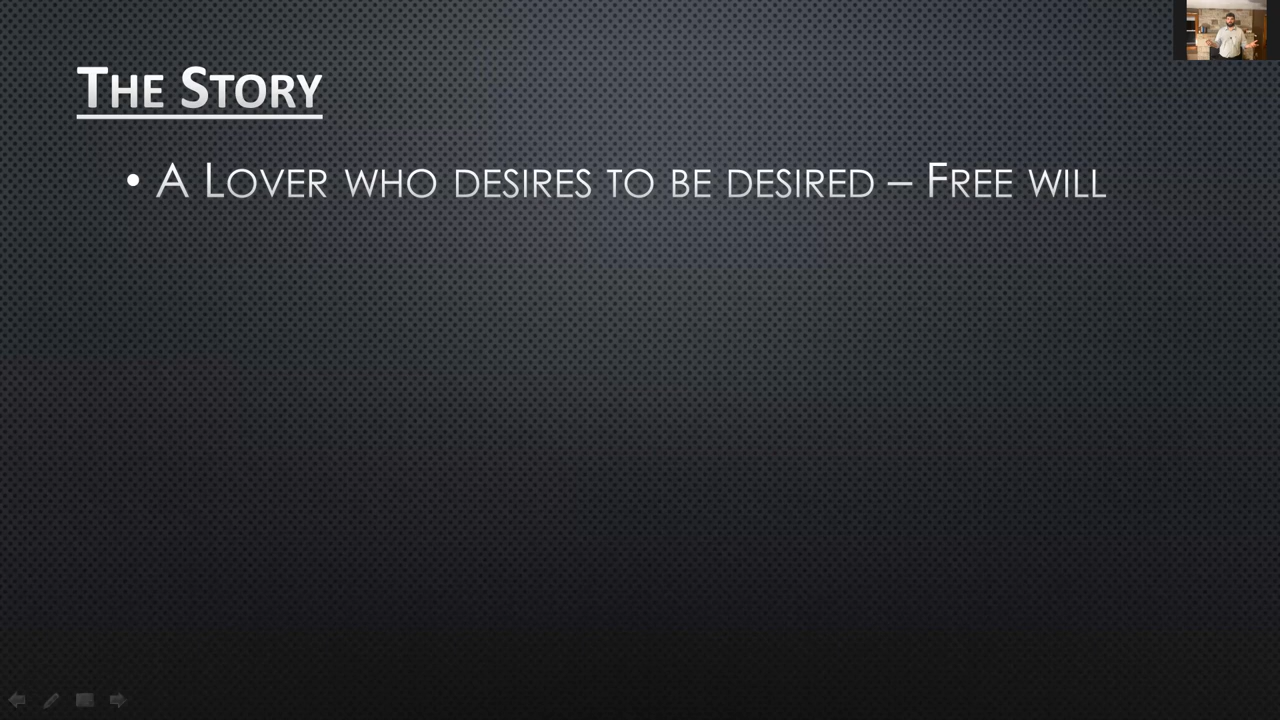 The Story
• A Lover who desires to be desired – Free will